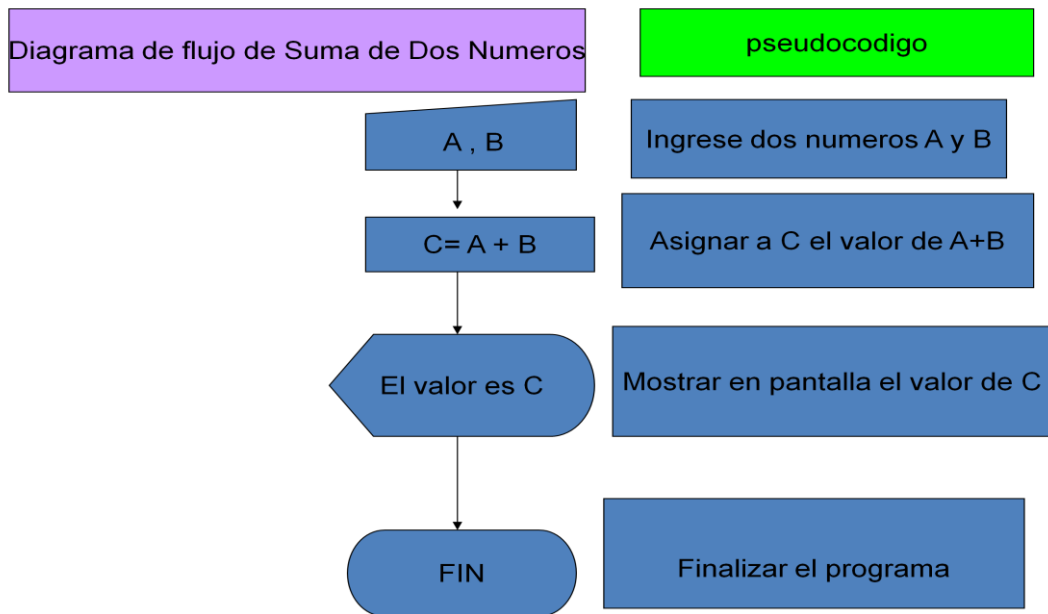 Diagrama de flujo de Suma de Dos Numeros
pseudocodigo
A , B
Ingrese dos numeros A y B
C= A + B
Asignar a C el valor de A+B
El valor es C
Mostrar en pantalla el valor de C
FIN
Finalizar el programa